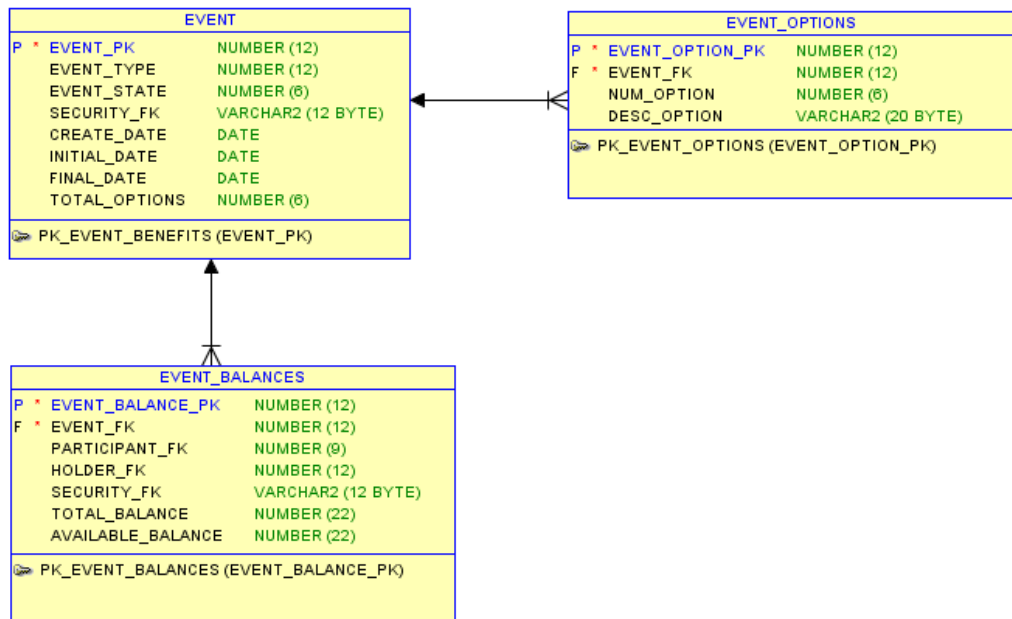 EVENT
P * EVENT_PK NUMBER (12)
EVENT_TYPE NUMBER (12)
EVENT_STATE NUMBER (6)
SECURITY_FK VARCHAR2 (12 BYTE)
CREATE_DATE DATE
INITIAL_DATE DATE
FINAL_DATE DATE
TOTAL_OPTIONS NUMBER (6)
PK_EVENT_BENEFITS (EVENT_PK)
EVENT_OPTIONS
P * EVENT_OPTION_PK NUMBER (12)
F * EVENT_FK NUMBER (12)
NUM_OPTION NUMBER (6)
DESC_OPTION VARCHAR2 (20 BYTE)
PK_EVENT_OPTIONS (EVENT_OPTION_PK)
EVENT_BALANCES
P * EVENT_BALANCE_PK NUMBER (12)
F * EVENT_FK NUMBER (12)
PARTICIPANT_FK NUMBER (9)
HOLDER_FK NUMBER (12)
SECURITY_FK VARCHAR2 (12 BYTE)
TOTAL_BALANCE NUMBER (22)
AVAILABLE_BALANCE NUMBER (22)
PK_EVENT_BALANCES (EVENT_BALANCE_PK)